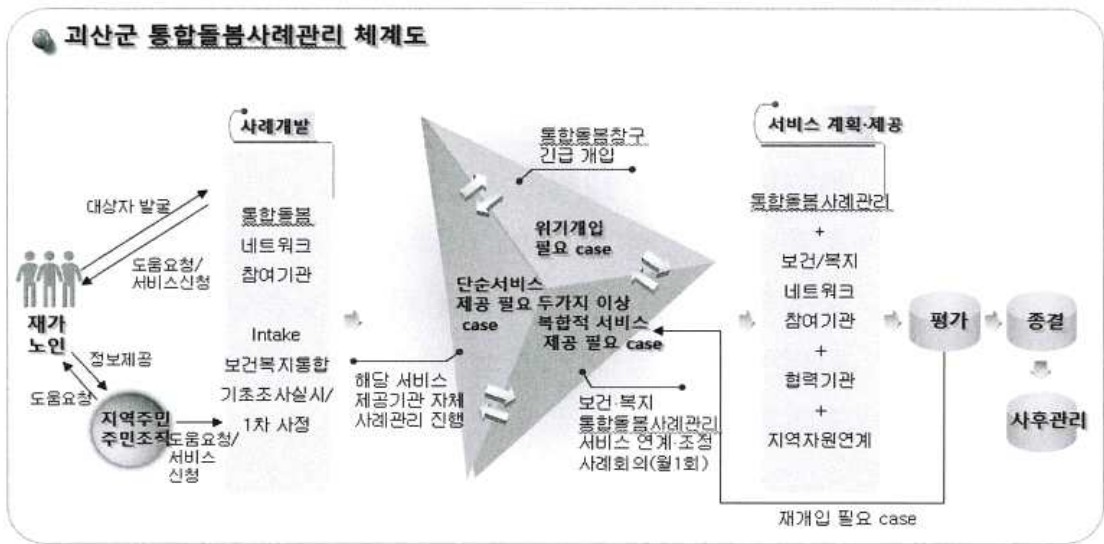 괴산군 통합돌봄사례관리 체계도
사례개발
대상자 발굴
도움요청/
서비스신청
재가
노인
정보제공
도움요청
지역주민
주민조직
도움요청/
서비스
신청
통합돌봄
네트워크
참여기관
Intake
보건복지통합
기초조사실시/
1차 사정
통합돌봄창구
긴급 개입
위기개입
필요 case
단순서비스
제공 필요
case
두가지 이상
복합적 서비스
제공 필요 case
해당 서비스
제공기관 자체
사례관리 진행
보건·복지
통합돌봄사례관리
서비스 연계·조정
사례회의(월1회)
서비스 계획·제공
통합돌봄사례관리
+
보건/복지
네트워크
참여기관
+
협력기관
+
지역자원연계
평가
종결
사후관리
재개입 필요 case